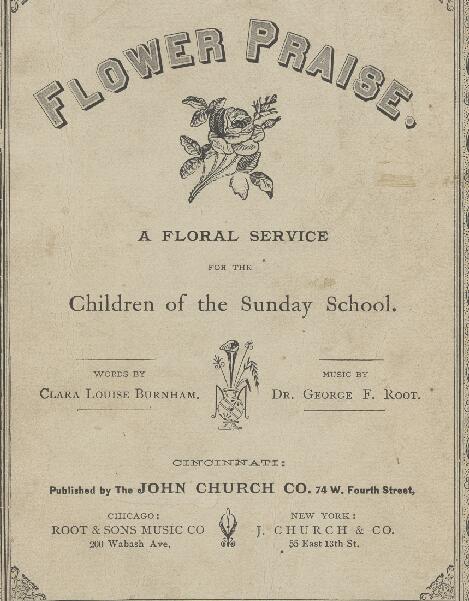 FLOWER PRAISE.
A FLORAL SERVICE
FOR THE
Children of the Sunday School.
WORDS BY
CLARA LOUISE BURNHAM.
MUSIC BY
DR. GEORGE F. ROOT.
CINCINNATI:
Published by The JOHN CHURCH CO. 74 W. Fourth Street,
CHICAGO:
ROOT & SONS MUSIC CO
200 Wabash Ave.
NEW YORK:
J. CHURCH & CO.
55 East 13th St.